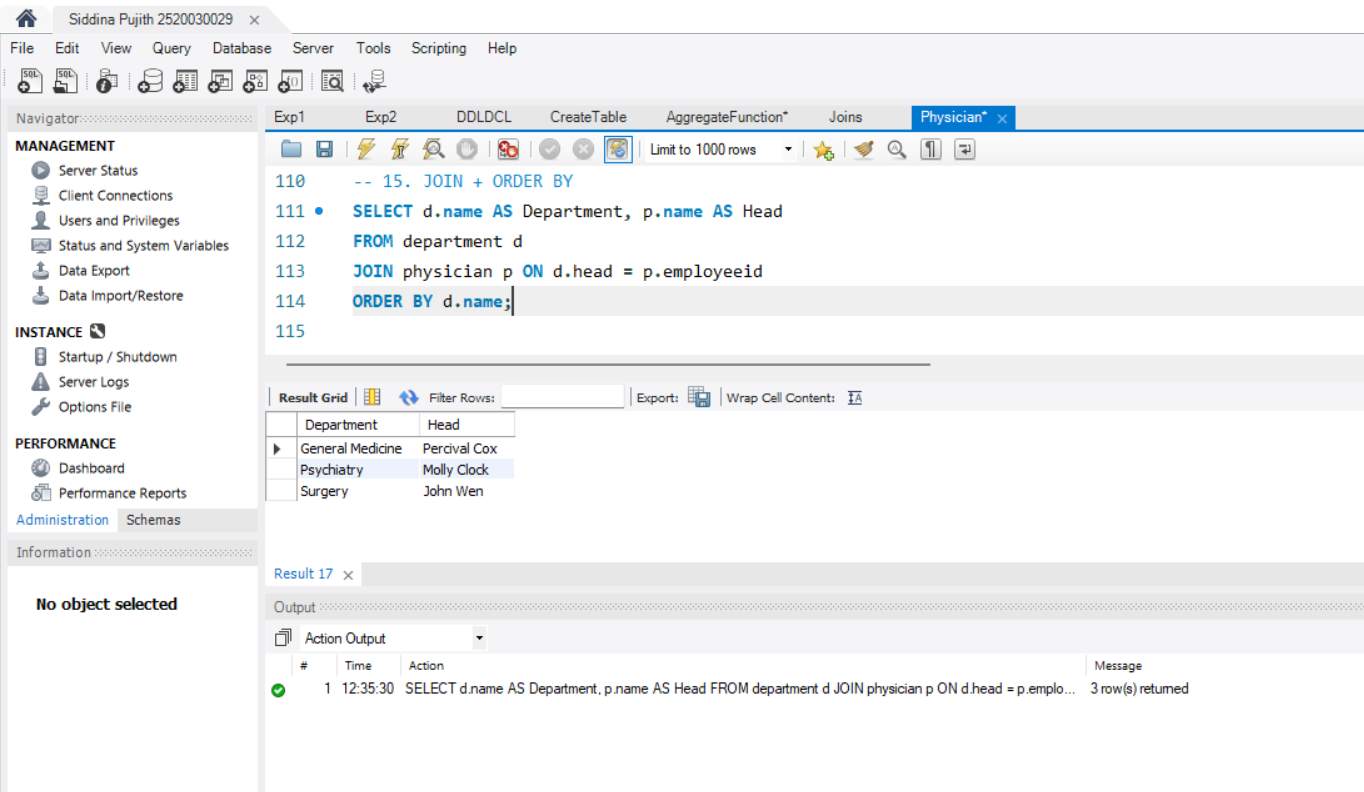 Siddina Pujith 2520030029 ×
File Edit View Query Database Server Tools Scripting Help
Navigator
MANAGEMENT
Server Status
Client Connections
Users and Privileges
Status and System Variables
Data Export
Data Import/Restore
INSTANCE
Startup / Shutdown
Server Logs
Options File
PERFORMANCE
Dashboard
Performance Reports
Administration Schemas
Information
No object selected
Exp1 Exp2 DDLDCL CreateTable AggregateFunction* Joins Physician* ×
Limit to 1000 rows
110 -- 15. JOIN + ORDER BY
111 SELECT d.name AS Department, p.name AS Head
112 FROM department d
113 JOIN physician p ON d.head = p.employeeid
114 ORDER BY d.name;
115
Result Grid Filter Rows: Export: Wrap Cell Content: IA
Department Head
General Medicine Percival Cox
Psychiatry Molly Clock
Surgery John Wen
Result 17 ×
Output
Action Output
# Time Action Message
1 12:35:30 SELECT d.name AS Department, p.name AS Head FROM department d JOIN physician p ON d.head = p.emplo... 3 row(s) returned